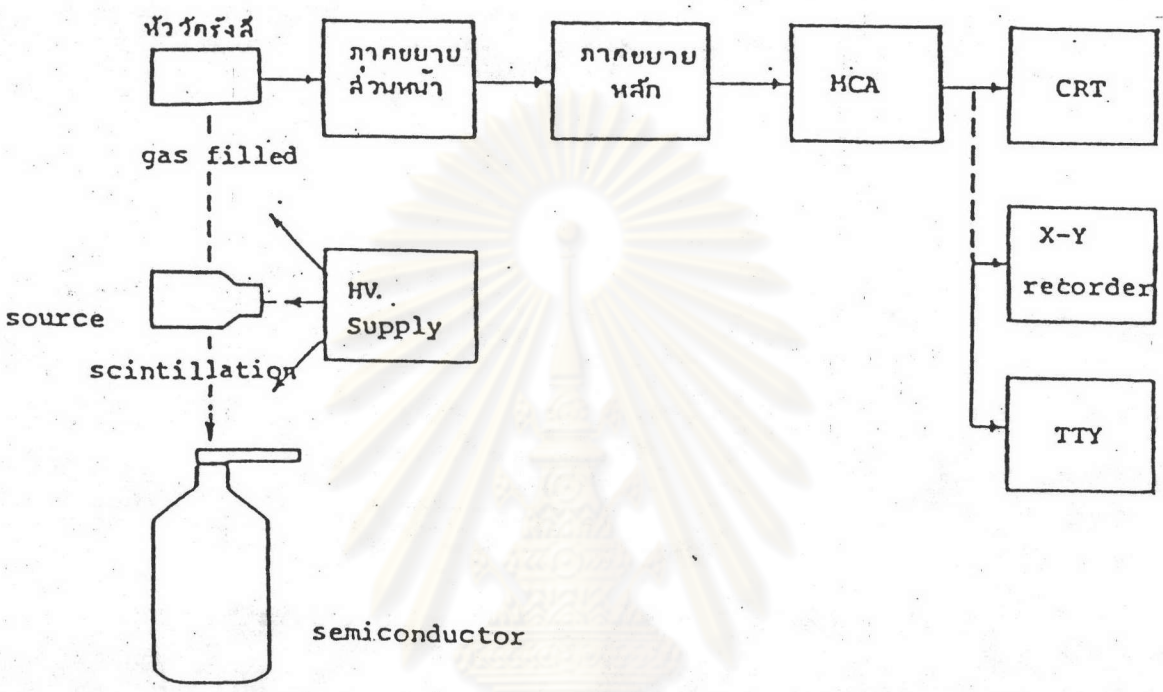 หัววัดรังสี
ภาคขยาย
ส่วนหน้า
ภาคขยาย
หลัก
MCA
CRT
gas filled
X-Y
recorder
HV.
Supply
source
scintillation
TTY
semiconductor